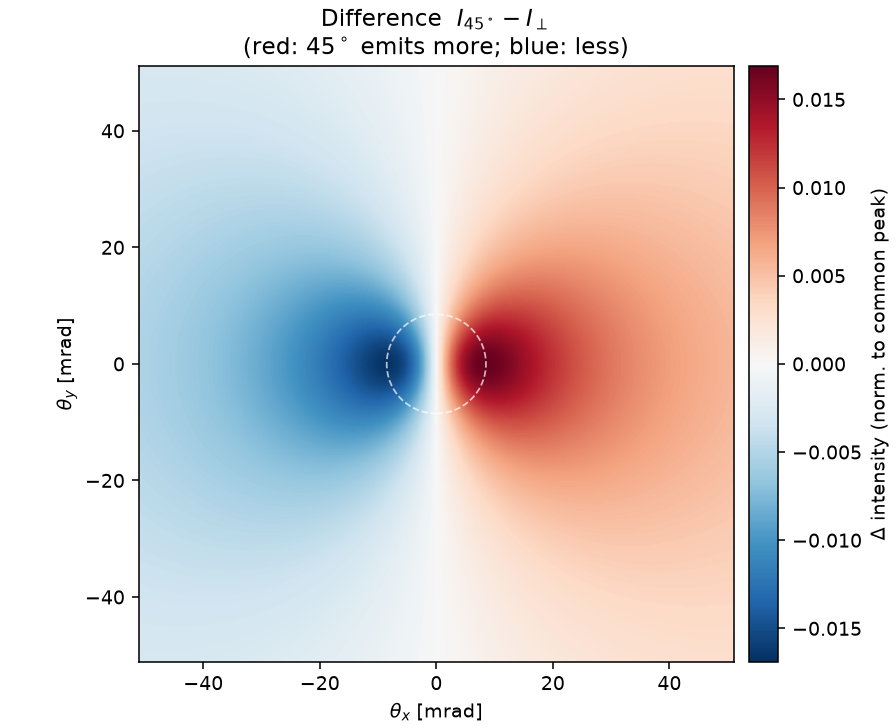 Difference I₄₅° − I⊥
(red: 45° emits more; blue: less)
40
20
0
−20
−40
θy [mrad]
−40 −20 0 20 40
θx [mrad]
0.015
0.010
0.005
0.000
−0.005
−0.010
−0.015
Δ intensity (norm. to common peak)